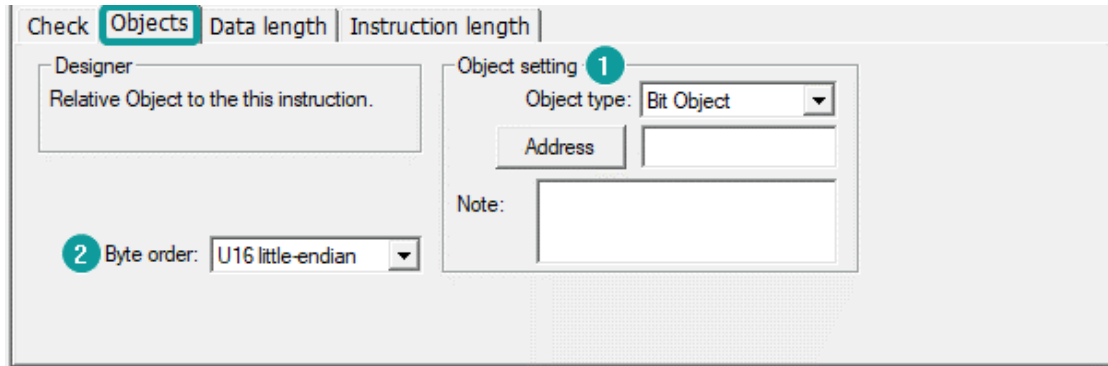 Check Objects Data length Instruction length
Designer
Relative Object to the this instruction.
Object setting 1
Object type: Bit Object
Address
Note:
2 Byte order: U16 little-endian